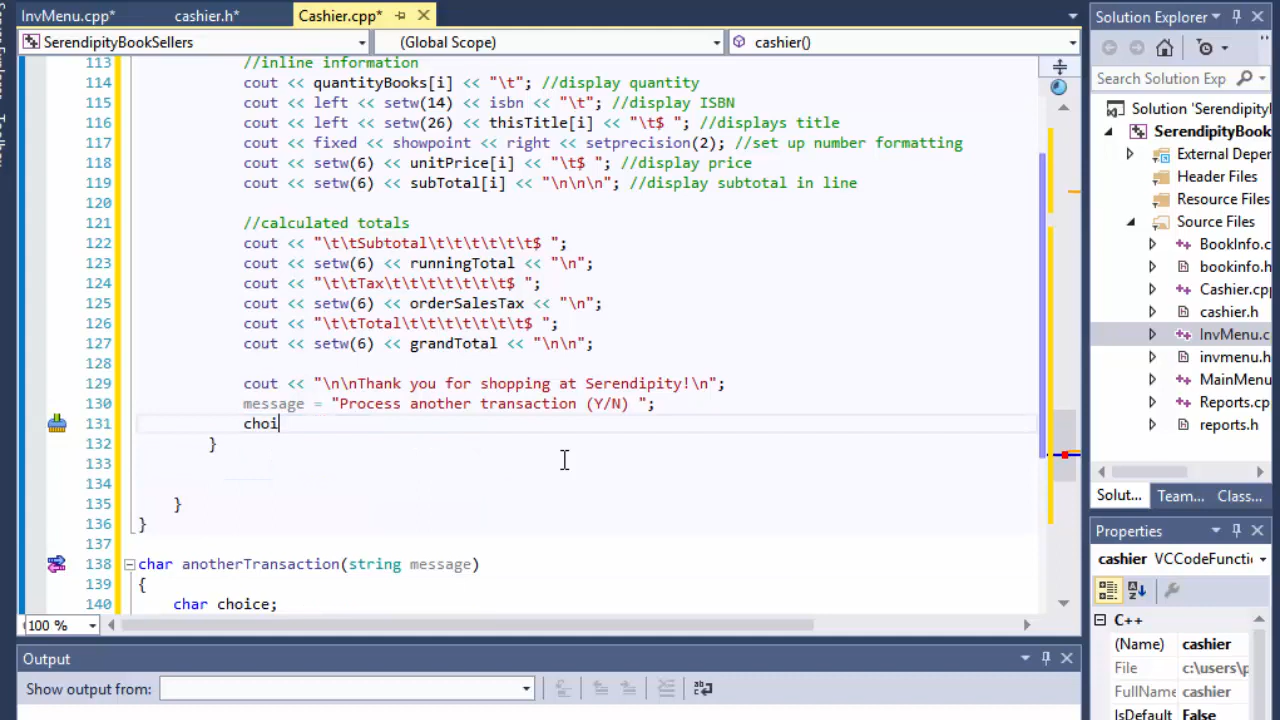 InvMenu.cpp* cashier.h* Cashier.cpp*
SerendipityBookSellers (Global Scope) cashier()
113 //inline information
114 cout << quantityBooks[i] << "\t"; //display quantity
115 cout << left << setw(14) << isbn << "\t"; //display ISBN
116 cout << left << setw(26) << thisTitle[i] << "\t$ "; //displays title
117 cout << fixed << showpoint << right << setprecision(2); //set up number formatting
118 cout << setw(6) << unitPrice[i] << "\t$ "; //display price
119 cout << setw(6) << subTotal[i] << "\n\n\n"; //display subtotal in line
120
121 //calculated totals
122 cout << "\t\tSubtotal\t\t\t\t\t\t$ ";
123 cout << setw(6) << runningTotal << "\n";
124 cout << "\t\tTax\t\t\t\t\t\t\t$ ";
125 cout << setw(6) << orderSalesTax << "\n";
126 cout << "\t\tTotal\t\t\t\t\t\t\t$ ";
127 cout << setw(6) << grandTotal << "\n\n";
128
129 cout << "\n\nThank you for shopping at Serendipity!\n";
130 message = "Process another transaction (Y/N) ";
131 choi
132 }
133
134
135 }
136 }
137
138 char anotherTransaction(string message)
139 {
140 char choice;
100 %
Output
Show output from:
Solution Explorer
Search Solution Exp
Solution 'Serendipity
SerendipityBook
External Deper
Header Files
Resource Files
Source Files
BookInfo.c
bookinfo.h
Cashier.cpp
cashier.h
InvMenu.c
invmenu.h
MainMenu
Reports.cp
reports.h
Solut... Team... Class...
Properties
cashier VCCodeFunctio
C++
(Name) cashier
File c:\users\p
FullName cashier
IsDefault False